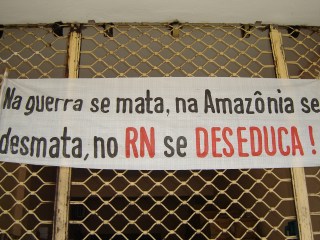 Na guerra se mata, na Amazônia se
desmata, no RN se DESEDUCA!